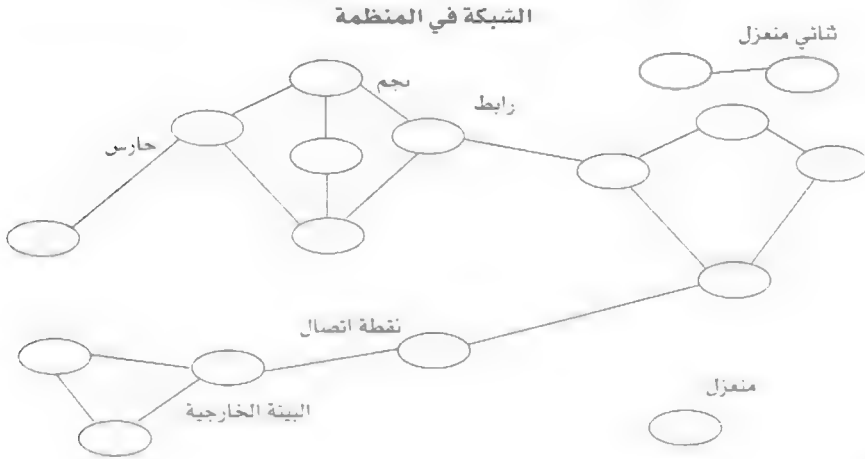 الشبكة في المنظمة
ثنائي منعزل
نجم
رابط
حارس
نقطة اتصال
منعزل
البيئة الخارجية